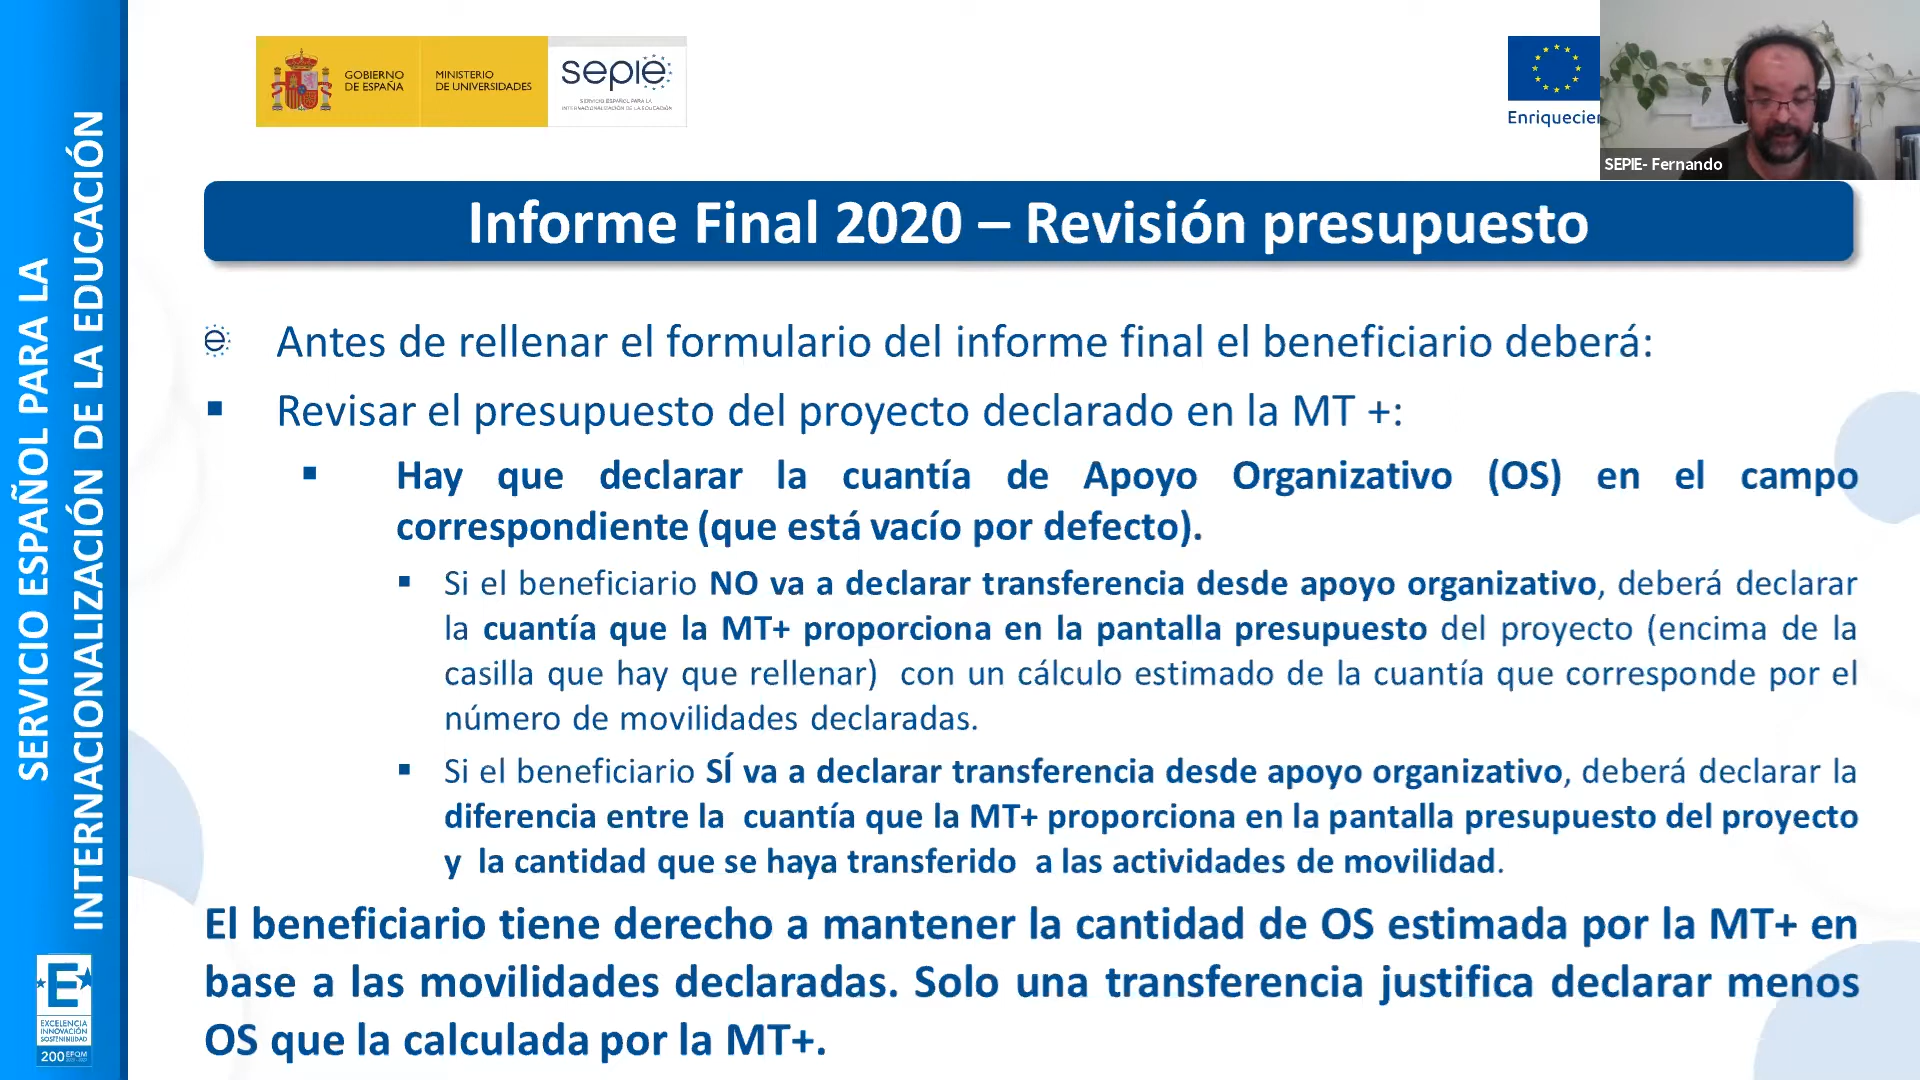 SERVICIO ESPAÑOL PARA LA
INTERNACIONALIZACIÓN DE LA EDUCACIÓN
GOBIERNO
DE ESPAÑA
MINISTERIO
DE UNIVERSIDADES
sepie
SERVICIO ESPAÑOL PARA LA
INTERNACIONALIZACIÓN DE LA EDUCACIÓN
Enriquecien
SEPIE- Fernando
Informe Final 2020 – Revisión presupuesto
Antes de rellenar el formulario del informe final el beneficiario deberá:
Revisar el presupuesto del proyecto declarado en la MT +:
Hay que declarar la cuantía de Apoyo Organizativo (OS) en el campo
correspondiente (que está vacío por defecto).
Si el beneficiario NO va a declarar transferencia desde apoyo organizativo, deberá declarar
la cuantía que la MT+ proporciona en la pantalla presupuesto del proyecto (encima de la
casilla que hay que rellenar) con un cálculo estimado de la cuantía que corresponde por el
número de movilidades declaradas.
Si el beneficiario SÍ va a declarar transferencia desde apoyo organizativo, deberá declarar la
diferencia entre la cuantía que la MT+ proporciona en la pantalla presupuesto del proyecto
y la cantidad que se haya transferido a las actividades de movilidad.
El beneficiario tiene derecho a mantener la cantidad de OS estimada por la MT+ en
base a las movilidades declaradas. Solo una transferencia justifica declarar menos
OS que la calculada por la MT+.
E
EXCELENCIA
INNOVACIÓN
SOSTENIBILIDAD
200 EFQM